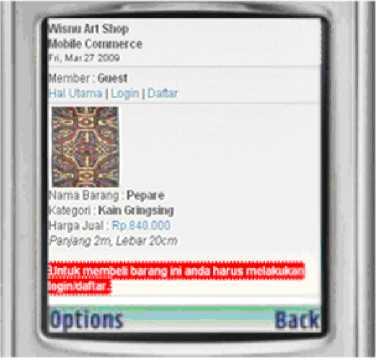 Wisnu Art Shop
Mobile Commerce
Fri, Mar 27 2009
Member : Guest
Hal Utama | Login | Daftar
Nama Barang : Pepare
Kategori : Kain Gringsing
Harga Jual : Rp.840.000
Panjang 2m, Lebar 20cm
Untuk membeli barang ini anda harus melakukan
login/daftar.
Options Back